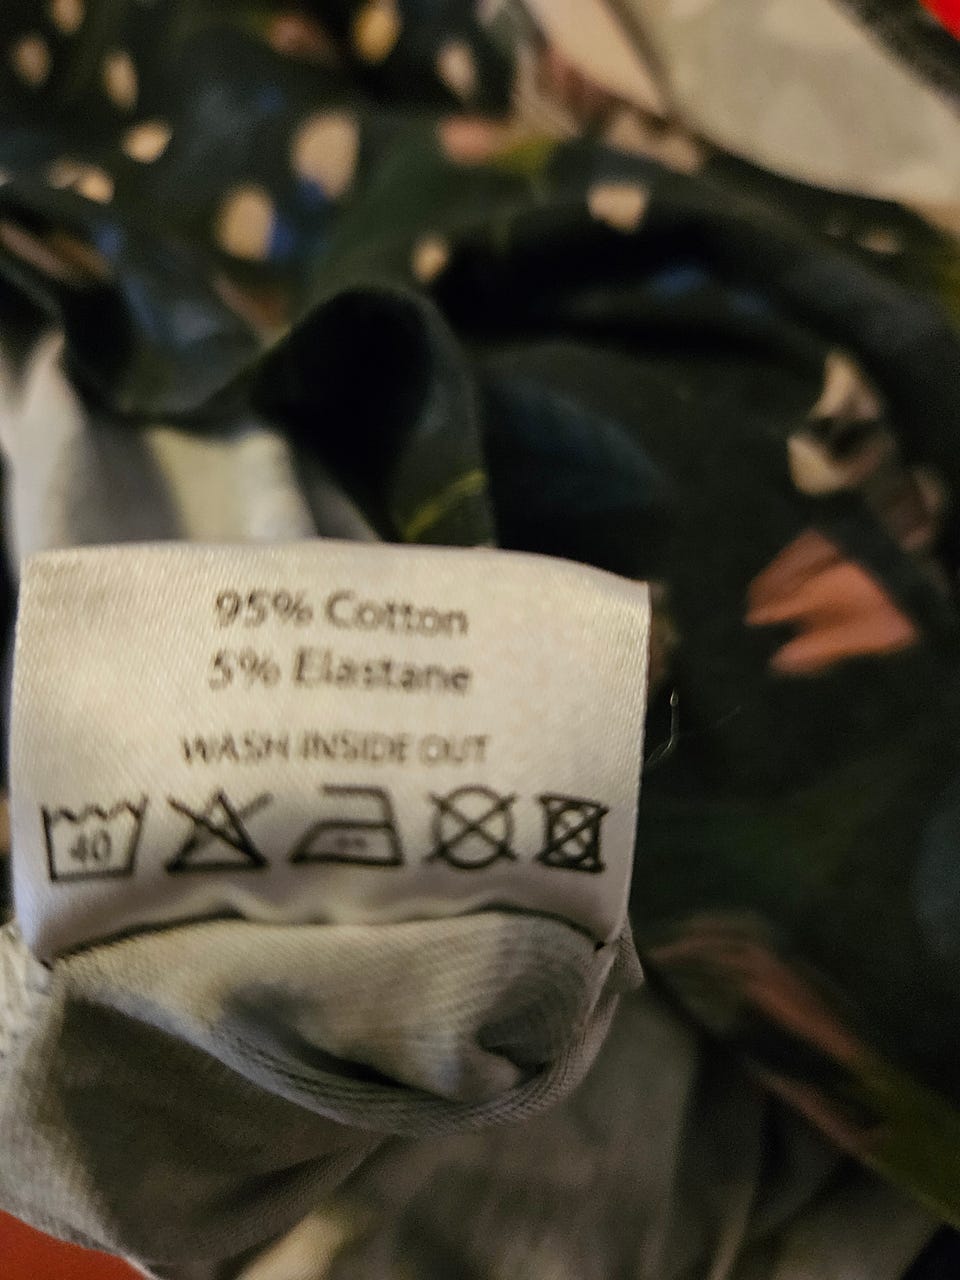 95% Cotton
5% Elastane
WASH INSIDE OUT
40